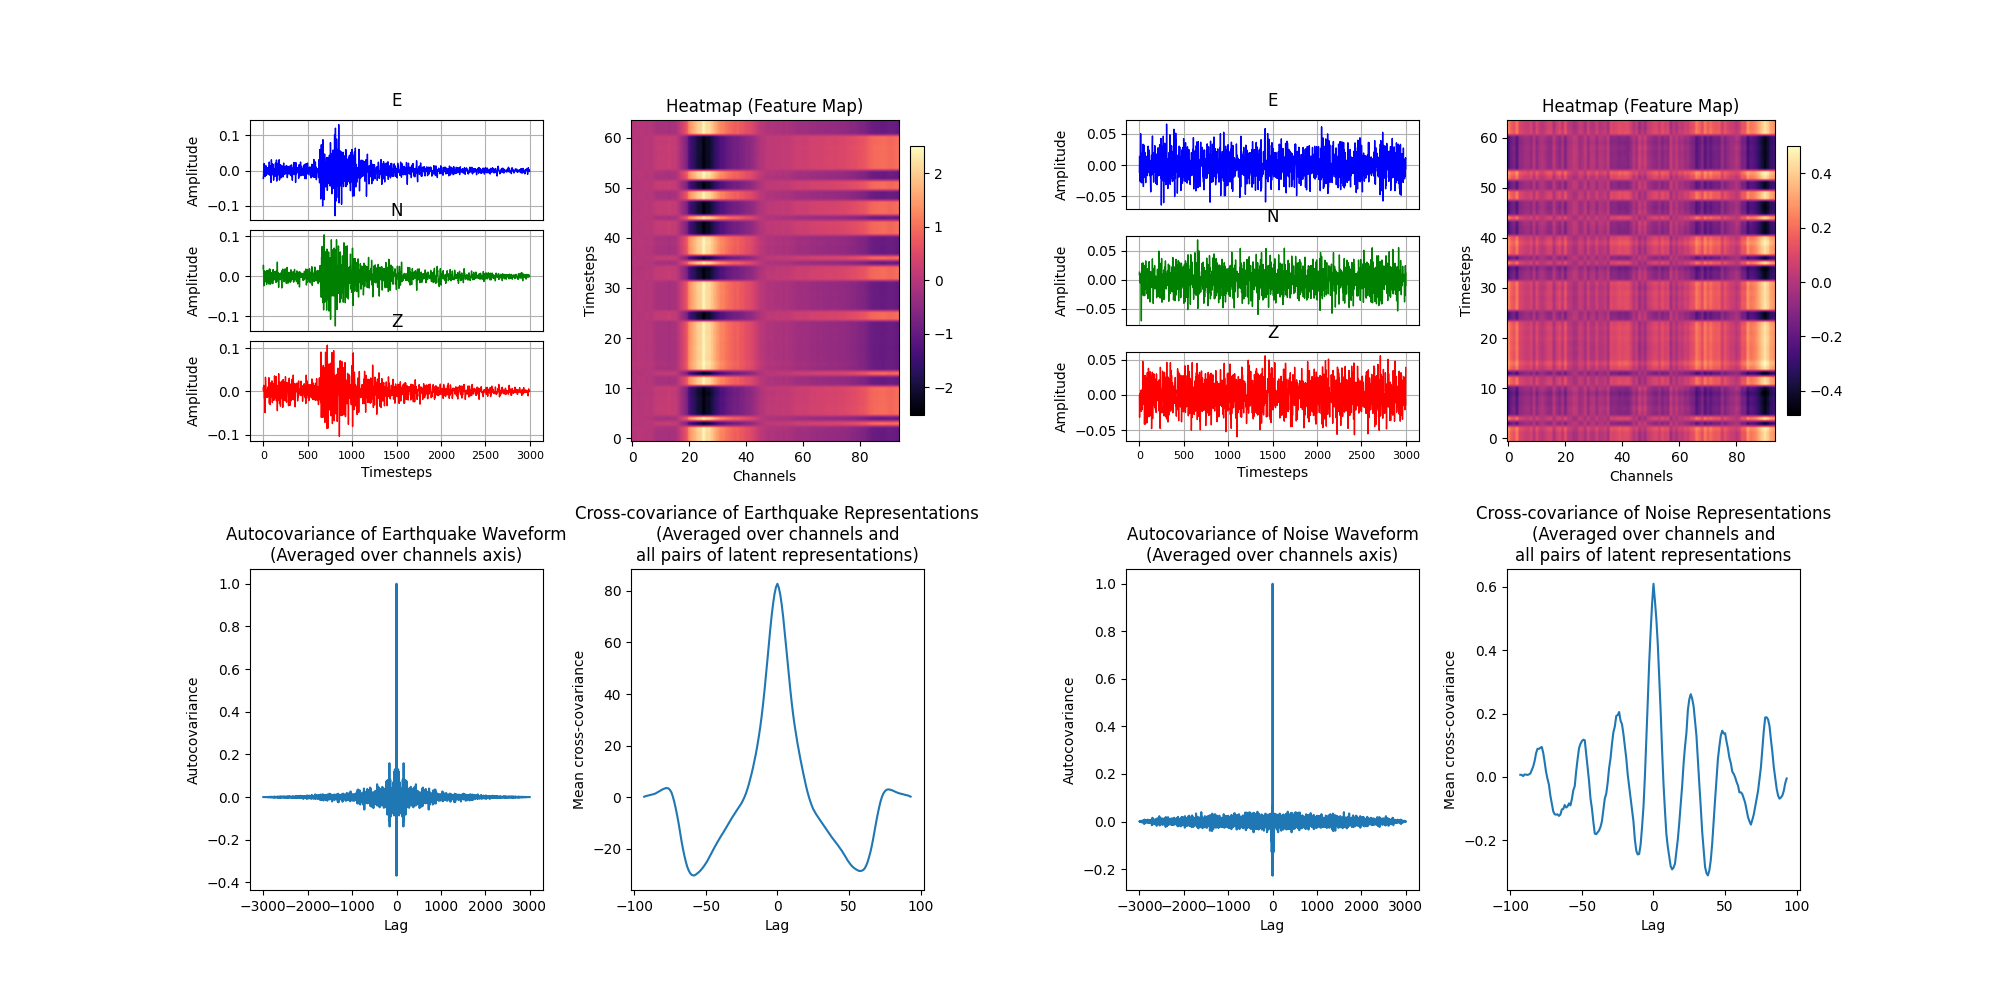 E
Amplitude
0.1
0.0
−0.1
N
Amplitude
0.1
0.0
−0.1
Z
Amplitude
0.1
0.0
−0.1
0 500 1000 1500 2000 2500 3000
Timesteps
Heatmap (Feature Map)
Timesteps
60
50
40
30
20
10
0
0 20 40 60 80
Channels
2
1
0
−1
−2
E
Amplitude
0.05
0.00
−0.05
N
Amplitude
0.05
0.00
−0.05
Z
Amplitude
0.05
0.00
−0.05
0 500 1000 1500 2000 2500 3000
Timesteps
Heatmap (Feature Map)
Timesteps
60
50
40
30
20
10
0
0 20 40 60 80
Channels
0.4
0.2
0.0
−0.2
−0.4
Autocovariance of Earthquake Waveform
(Averaged over channels axis)
Autocovariance
1.0
0.8
0.6
0.4
0.2
0.0
−0.2
−0.4
−3000 −2000 −1000 0 1000 2000 3000
Lag
Cross-covariance of Earthquake Representations
(Averaged over channels and
all pairs of latent representations)
Mean cross-covariance
80
60
40
20
0
−20
−100 −50 0 50 100
Lag
Autocovariance of Noise Waveform
(Averaged over channels axis)
Autocovariance
1.0
0.8
0.6
0.4
0.2
0.0
−0.2
−3000 −2000 −1000 0 1000 2000 3000
Lag
Cross-covariance of Noise Representations
(Averaged over channels and
all pairs of latent representations
Mean cross-covariance
0.6
0.4
0.2
0.0
−0.2
−100 −50 0 50 100
Lag